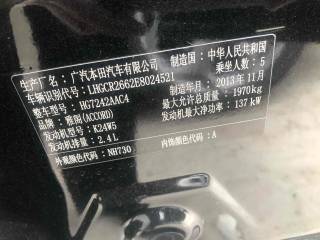 生产厂名：广汽本田汽车有限公司 制造国：中华人民共和国
车辆识别代号：LHGCR2662E8024521 乘坐人数：5
整车型号：HG7242AAC4 制造年月：2013年11月
品牌：雅阁(ACCORD) 最大允许总质量：1970kg
发动机型号：K24W5 发动机最大净功率：137kW
发动机排量：2.4L
外观颜色代码：NH730 内饰颜色代码：A